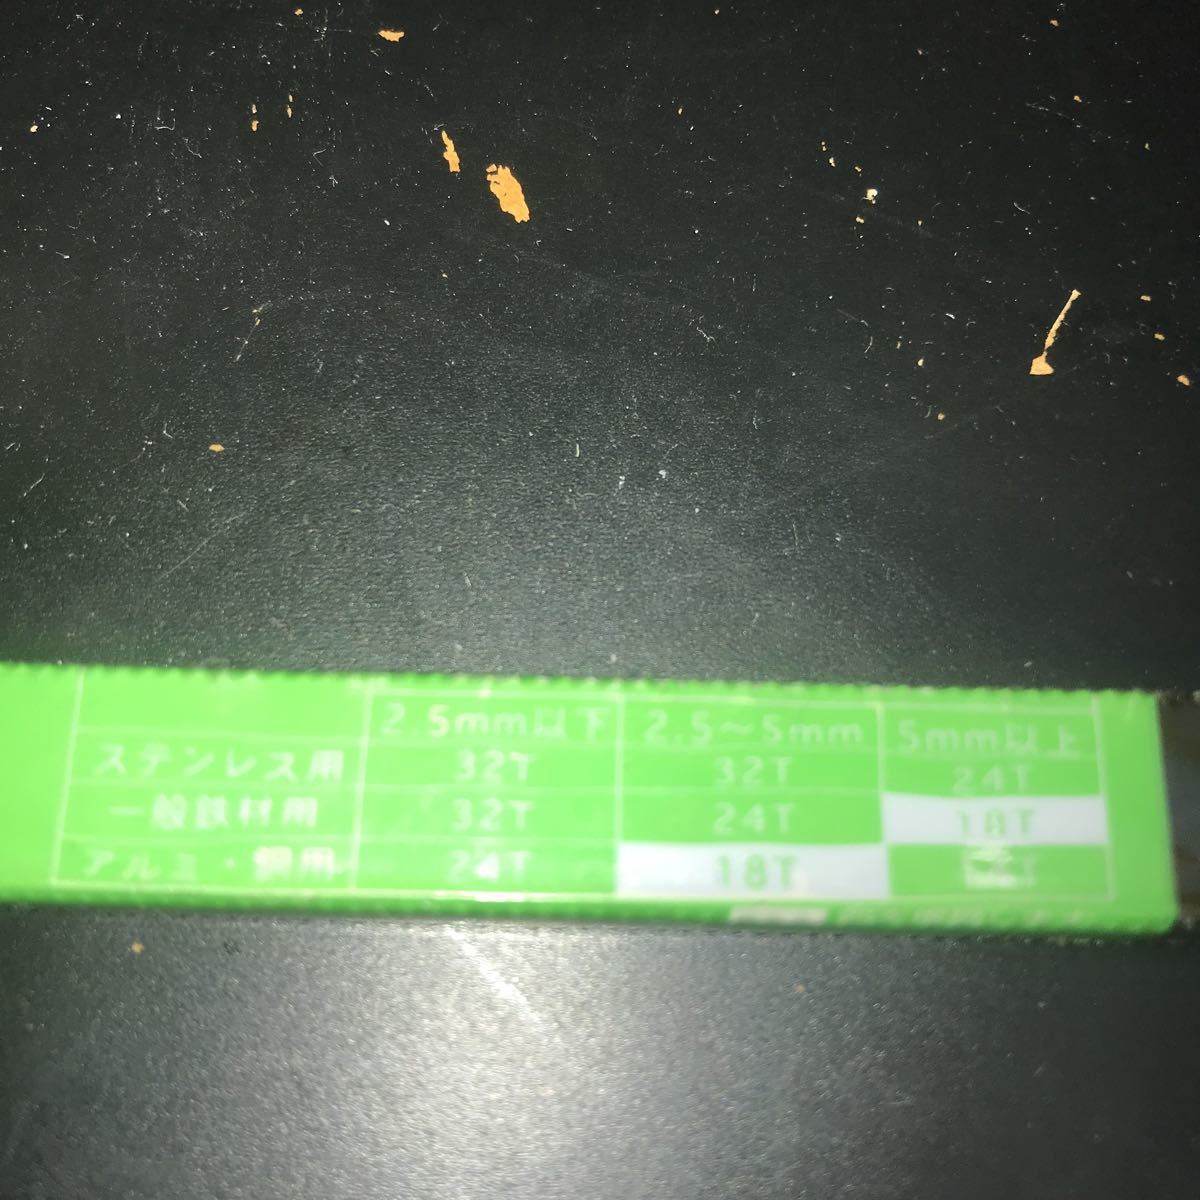 2.5mm以下 2.5～5mm 5mm以上
ステンレス用 32T 32T 24T
一般鉄材用 32T 24T 18T
アルミ・銅用 24T 18T